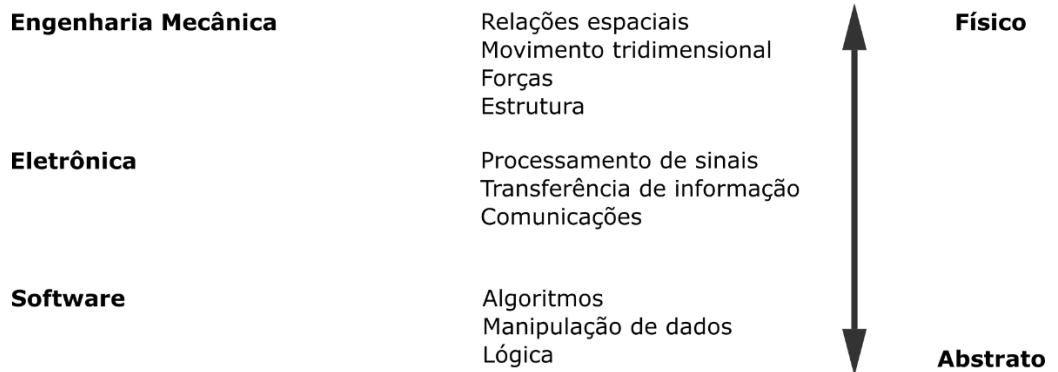 Engenharia Mecânica
Relações espaciais
Movimento tridimensional
Forças
Estrutura
Físico
Eletrônica
Processamento de sinais
Transferência de informação
Comunicações
Software
Algoritmos
Manipulação de dados
Lógica
Abstrato